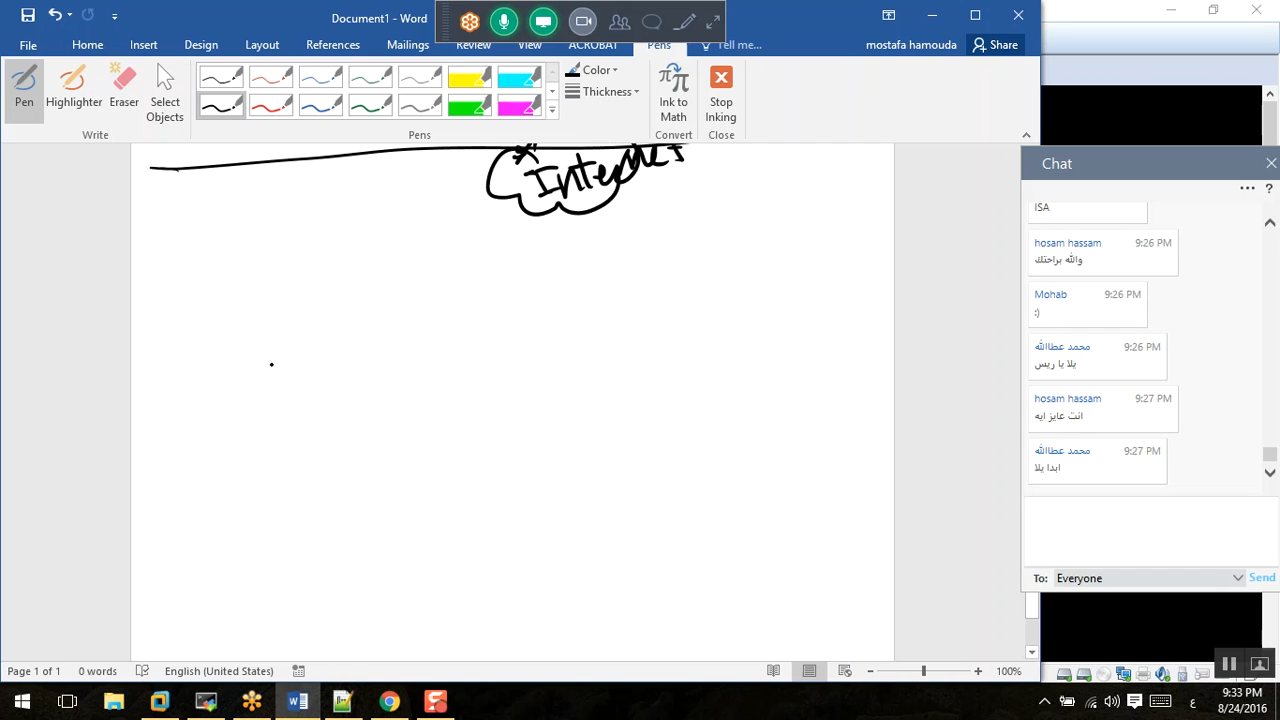 Document1 - Word
File
Home
Insert
Design
Layout
References
Mailings
Review
View
ACROBAT
Pens
Tell me...
mostafa hamouda
Share
Pen
Highlighter
Eraser
Select Objects
Color
Thickness
Ink to Math
Stop Inking
Write
Pens
Convert
Close
Internet
Chat
... ?
ISA
hosam hassam 9:26 PM
والله براحتك
Mohab 9:26 PM
:)
محمد عطاالله 9:26 PM
يلا يا ريس
hosam hassam 9:27 PM
انت عايز ايه
محمد عطاالله 9:27 PM
ابدا يلا
To: Everyone Send
Page 1 of 1 0 words English (United States) 100%
ع 9:33 PM
8/24/2016